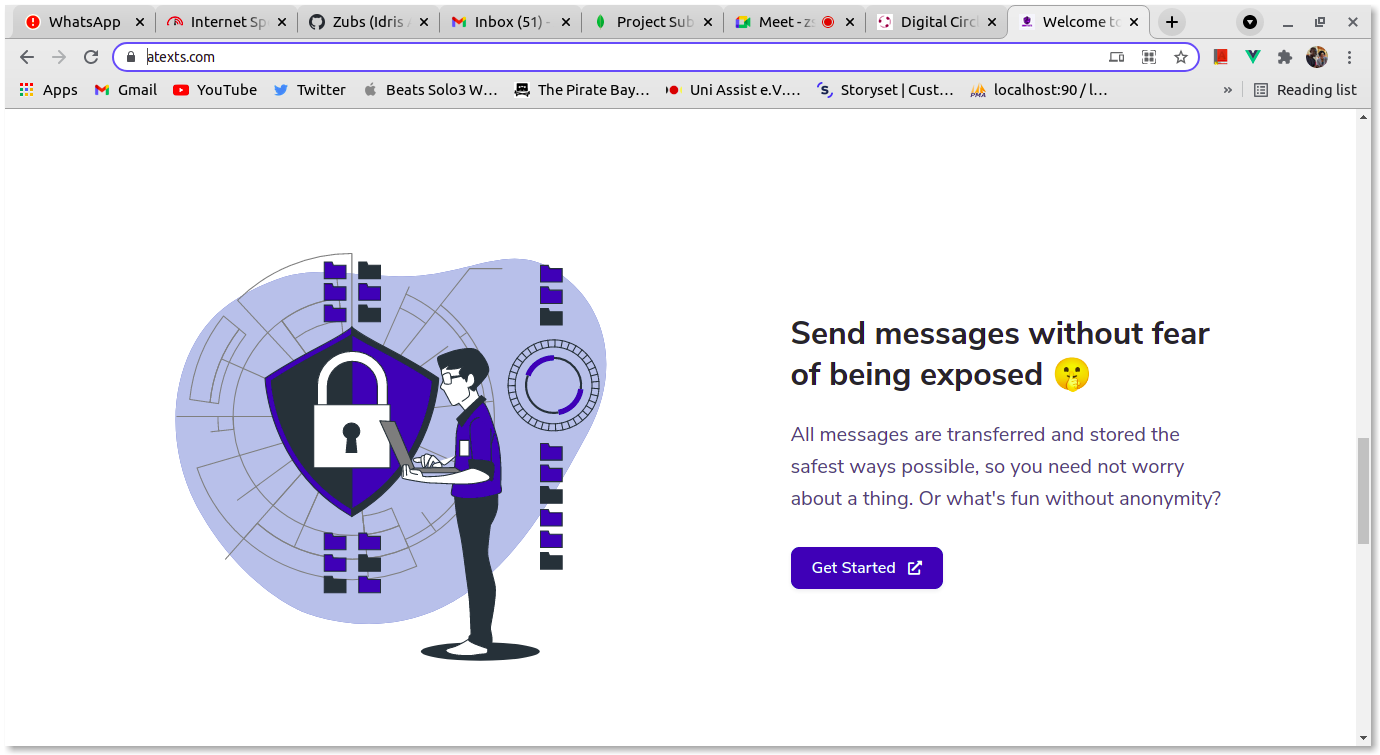 WhatsApp
Internet Sp
Zubs (Idris
Inbox (51) -
Project Sub
Meet - zs
Digital Circ
Welcome to
atexts.com
Apps
Gmail
YouTube
Twitter
Beats Solo3 W...
The Pirate Bay...
Uni Assist e.V....
Storyset | Cust...
PMA
localhost:90 / l...
»
Reading list
Send messages without fear
of being exposed 🤫
All messages are transferred and stored the
safest ways possible, so you need not worry
about a thing. Or what's fun without anonymity?
Get Started